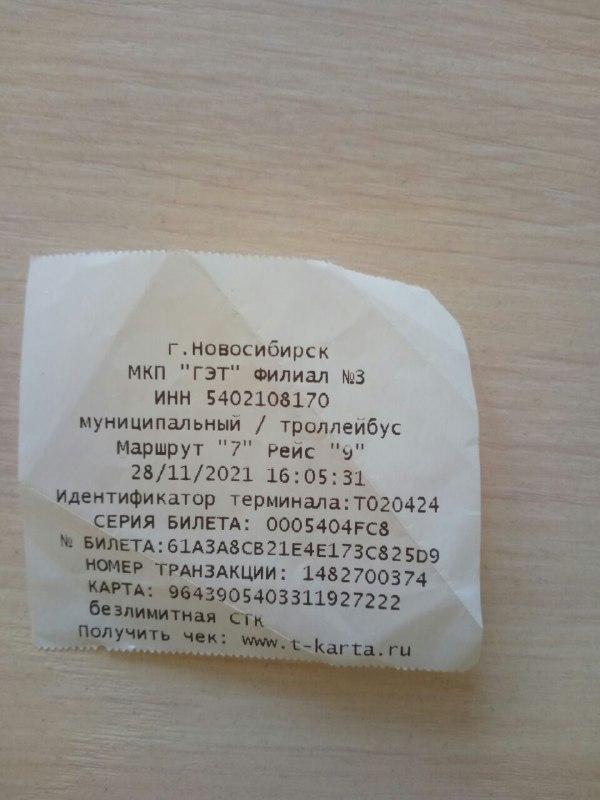 г.Новосибирск
МКП "ГЭТ" Филиал №3
ИНН 5402108170
муниципальный / троллейбус
Маршрут "7" Рейс "9"
28/11/2021 16:05:31
Идентификатор терминала:Т020424
СЕРИЯ БИЛЕТА: 0005404FC8
№ БИЛЕТА:61A3A8CB21E4E173C825D9
НОМЕР ТРАНЗАКЦИИ: 1482700374
КАРТА: 9643905403311927222
безлимитная СТК
Получить чек: www.t-karta.ru